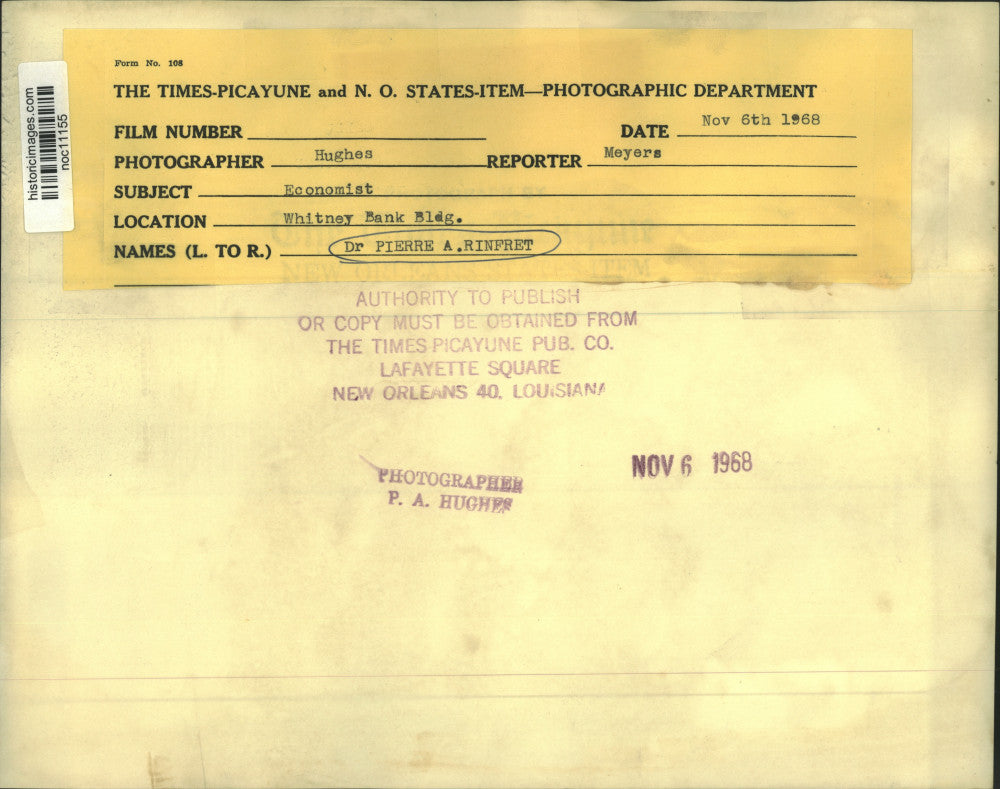 historicimages.com
noc11155
Form No. 108
THE TIMES-PICAYUNE and N. O. STATES-ITEM—PHOTOGRAPHIC DEPARTMENT
FILM NUMBER
DATE Nov 6th 1968
PHOTOGRAPHER Hughes REPORTER Meyers
SUBJECT Economist
LOCATION Whitney Bank Bldg.
NAMES (L. TO R.) Dr PIERRE A.RINFRET
AUTHORITY TO PUBLISH
OR COPY MUST BE OBTAINED FROM
THE TIMES-PICAYUNE PUB. CO.
LAFAYETTE SQUARE
NEW ORLEANS 40, LOUISIANA
NOV 6 1968
PHOTOGRAPHER
P. A. HUGHES